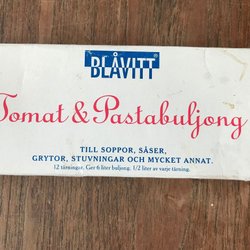 BLÅVITT
Tomat & Pastabuljong
TILL SOPPOR, SÅSER,
GRYTOR, STUVNINGAR OCH MYCKET ANNAT.
12 tärningar. Ger 6 liter buljong. 1/2 liter av varje tärning.